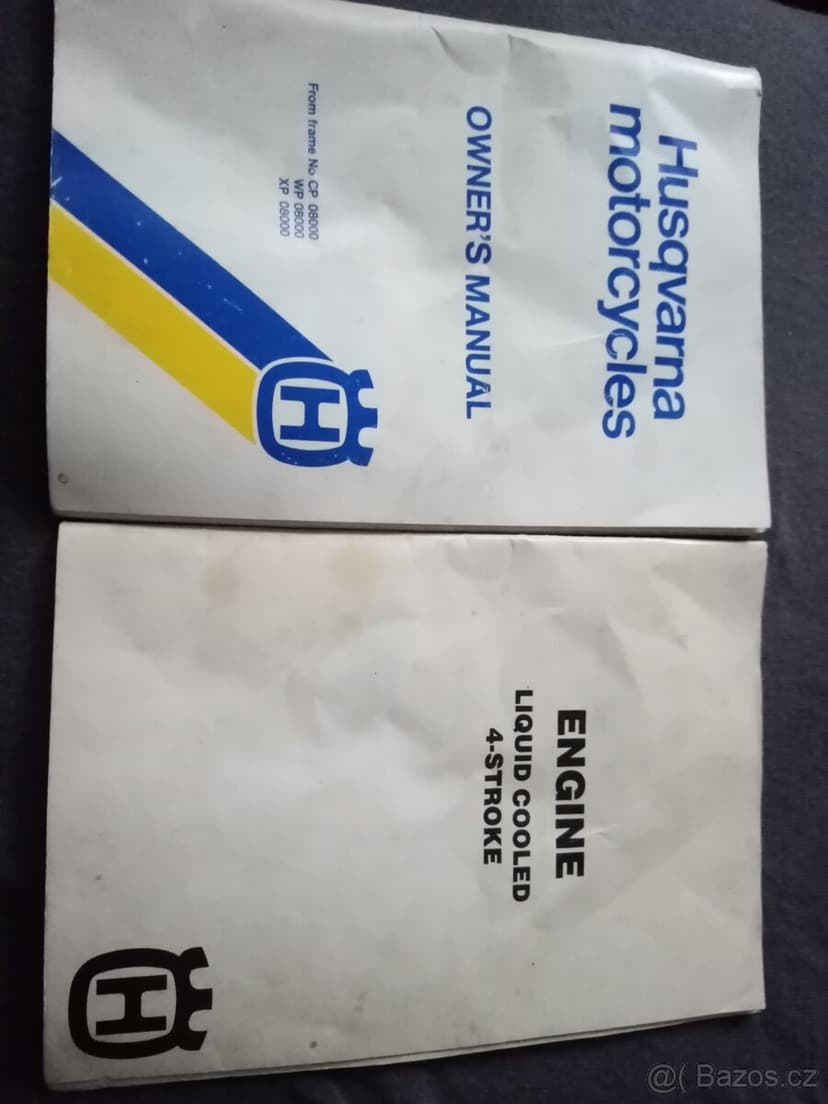 Husqvarna
motorcycles
OWNER'S MANUAL
From frame No CP 08000
WP 08000
XP 08000
H
ENGINE
LIQUID COOLED
4-STROKE
H
@( Bazos.cz